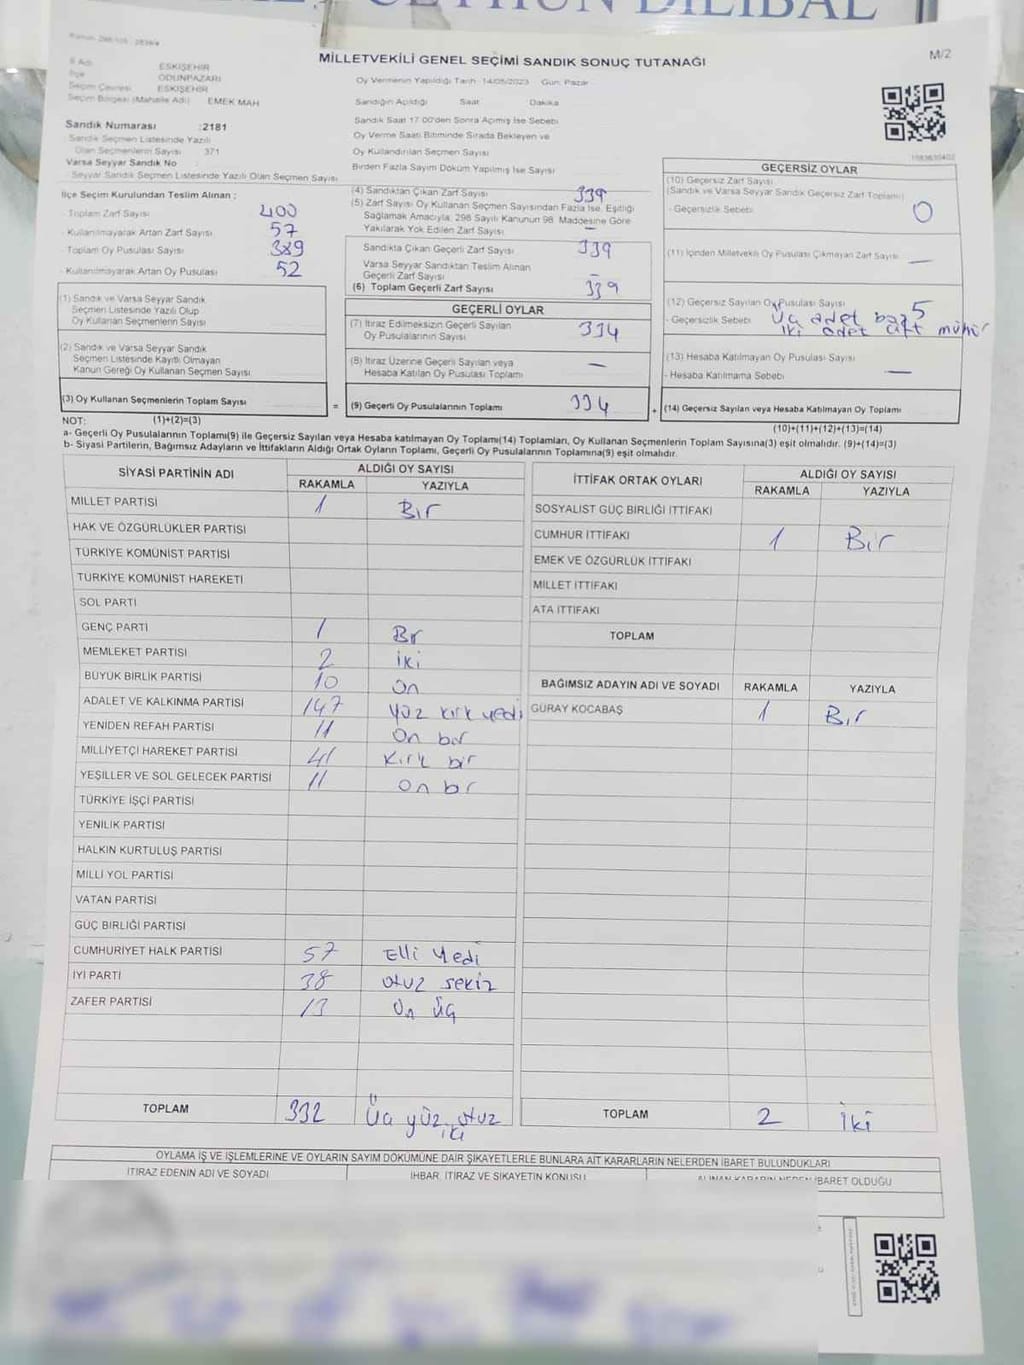 MİLLETVEKİLİ GENEL SEÇİMİ SANDIK SONUÇ TUTANAĞI
M/2
İl Adı ESKİŞEHİR
İlçe ODUNPAZARI
Seçim Çevresi ESKİŞEHİR
Seçim Bölgesi (Mahalle Adı) EMEK MAH
Sandık Numarası :2181
Sandık Seçmen Listesinde Yazılı
Olan Seçmenlerin Sayısı 371
Varsa Seyyar Sandık No :
Seyyar Sandık Seçmen Listesinde Yazılı Olan Seçmen Sayısı
Oy Vermenin Yapıldığı Tarih :14/05/2023 Gün: Pazar
Sandığın Açıldığı Saat Dakika
Sandık Saat 17.00'den Sonra Açılmış İse Sebebi
Oy Verme Saati Bitiminde Sırada Bekleyen ve
Oy Kullandırılan Seçmen Sayısı
Birden Fazla Sayım Döküm Yapılmış İse Sayısı
İlçe Seçim Kurulundan Teslim Alınan ;
- Toplam Zarf Sayısı 400
- Kullanılmayarak Artan Zarf Sayısı 57
- Toplam Oy Pusulası Sayısı 389
- Kullanılmayarak Artan Oy Pusulası 52
(1) Sandık ve Varsa Seyyar Sandık
Seçmen Listesinde Yazılı Olup
Oy Kullanan Seçmenlerin Sayısı
(2) Sandık ve Varsa Seyyar Sandık
Seçmen Listesinde Kayıtlı Olmayan
Kanun Gereği Oy Kullanan Seçmen Sayısı
(3) Oy Kullanan Seçmenlerin Toplam Sayısı
(4) Sandıktan Çıkan Zarf Sayısı 339
(5) Zarf Sayısı Oy Kullanan Seçmen Sayısından Fazla İse, Eşitliği
Sağlamak Amacıyla, 298 Sayılı Kanunun 98. Maddesine Göre
Yakılarak Yok Edilen Zarf Sayısı —
Sandıkta Çıkan Geçerli Zarf Sayısı 339
Varsa Seyyar Sandıktan Teslim Alınan
Geçerli Zarf Sayısı –
(6) Toplam Geçerli Zarf Sayısı 339
GEÇERLİ OYLAR
(7) İtiraz Edilmeksizin Geçerli Sayılan
Oy Pusulalarının Sayısı 334
(8) İtiraz Üzerine Geçerli Sayılan veya
Hesaba Katılan Oy Pusulası Toplamı —
= (9) Geçerli Oy Pusulalarının Toplamı 334
GEÇERSİZ OYLAR
(10) Geçersiz Zarf Sayısı
(Sandık ve Varsa Seyyar Sandık Geçersiz Zarf Toplamı)
- Geçersizlik Sebebi 0
(11) İçinden Milletvekili Oy Pusulası Çıkmayan Zarf Sayısı —
(12) Geçersiz Sayılan Oy Pusulası Sayısı 5
- Geçersizlik Sebebi Üç adet boş
iki adet çift mühür
(13) Hesaba Katılmayan Oy Pusulası Sayısı
- Hesaba Katılmama Sebebi —
+ (14) Geçersiz Sayılan veya Hesaba Katılmayan Oy Toplamı
NOT: (1)+(2)=(3) (10)+(11)+(12)+(13)=(14)
a- Geçerli Oy Pusulalarının Toplamı(9) ile Geçersiz Sayılan veya Hesaba katılmayan Oy Toplamı(14) Toplamları, Oy Kullanan Seçmenlerin Toplam Sayısına(3) eşit olmalıdır. (9)+(14)=(3)
b- Siyasi Partilerin, Bağımsız Adayların ve İttifakların Aldığı Ortak Oyların Toplamı, Geçerli Oy Pusulalarının Toplamına(9) eşit olmalıdır.
SİYASİ PARTİNİN ADI ALDIĞI OY SAYISI
RAKAMLA YAZIYLA
MİLLET PARTİSİ 1 Bir
HAK VE ÖZGÜRLÜKLER PARTİSİ
TÜRKİYE KOMÜNİST PARTİSİ
TÜRKİYE KOMÜNİST HAREKETİ
SOL PARTİ
GENÇ PARTİ 1 Br
MEMLEKET PARTİSİ 2 iki
BÜYÜK BİRLİK PARTİSİ 10 On
ADALET VE KALKINMA PARTİSİ 147 Yüz kırk yedi
YENİDEN REFAH PARTİSİ 11 On bir
MİLLİYETÇİ HAREKET PARTİSİ 41 Kırk bir
YEŞİLLER VE SOL GELECEK PARTİSİ 11 On br
TÜRKİYE İŞÇİ PARTİSİ
YENİLİK PARTİSİ
HALKIN KURTULUŞ PARTİSİ
MİLLİ YOL PARTİSİ
VATAN PARTİSİ
GÜÇ BİRLİĞİ PARTİSİ
CUMHURİYET HALK PARTİSİ 57 Elli Yedi
İYİ PARTİ 38 otuz sekiz
ZAFER PARTİSİ 13 On üç
TOPLAM 332 Üç yüz otuz
iki
İTTİFAK ORTAK OYLARI ALDIĞI OY SAYISI
RAKAMLA YAZIYLA
SOSYALİST GÜÇ BİRLİĞİ İTTİFAKI
CUMHUR İTTİFAKI 1 Bir
EMEK VE ÖZGÜRLÜK İTTİFAKI
MİLLET İTTİFAKI
ATA İTTİFAKI
TOPLAM
BAĞIMSIZ ADAYIN ADI VE SOYADI RAKAMLA YAZIYLA
GÜRAY KOCABAŞ 1 Bir
TOPLAM 2 İki
OYLAMA İŞ VE İŞLEMLERİNE VE OYLARIN SAYIM DÖKÜMÜNE DAİR ŞİKAYETLERLE BUNLARA AİT KARARLARIN NELERDEN İBARET BULUNDUKLARI
İTİRAZ EDENİN ADI VE SOYADI İHBAR, İTİRAZ VE ŞİKAYETİN KONUSU ALINAN KARARIN NEDEN İBARET OLDUĞU